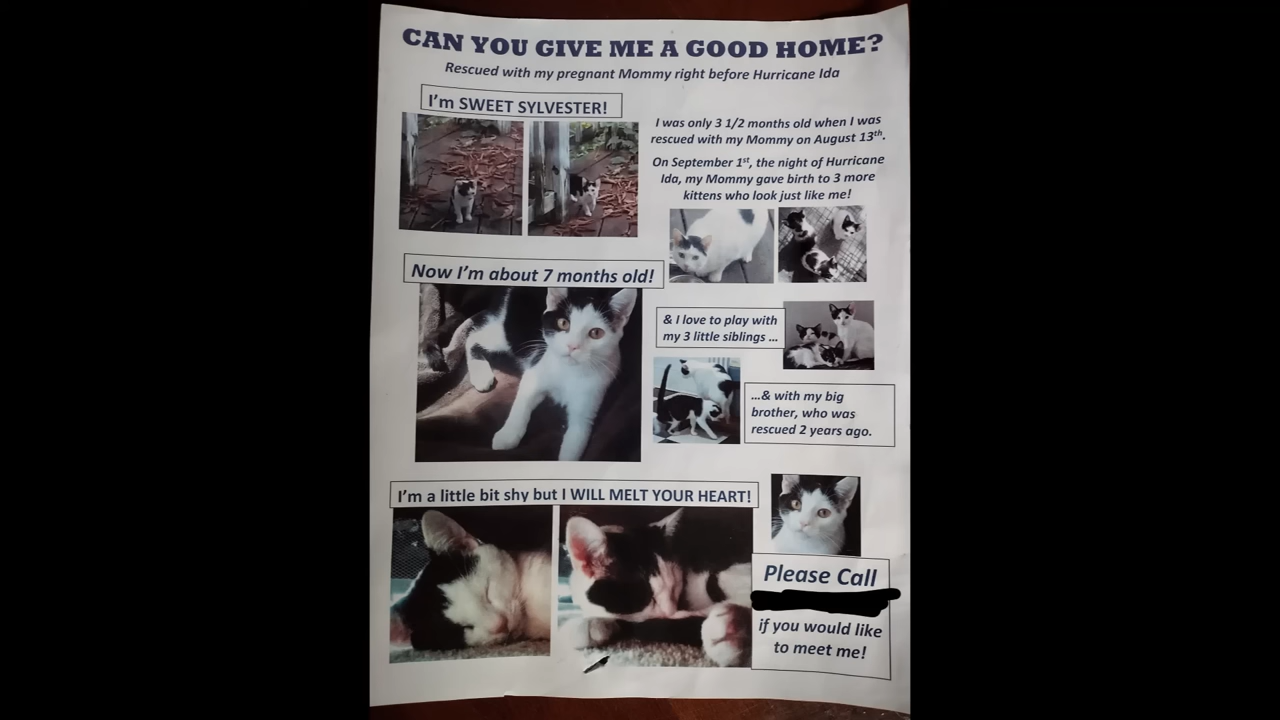 CAN YOU GIVE ME A GOOD HOME?
Rescued with my pregnant Mommy right before Hurricane Ida
I'm SWEET SYLVESTER!
I was only 3 1/2 months old when I was
rescued with my Mommy on August 13th.
On September 1st, the night of Hurricane
Ida, my Mommy gave birth to 3 more
kittens who look just like me!
Now I'm about 7 months old!
& I love to play with
my 3 little siblings ...
...& with my big
brother, who was
rescued 2 years ago.
I'm a little bit shy but I WILL MELT YOUR HEART!
Please Call
if you would like
to meet me!